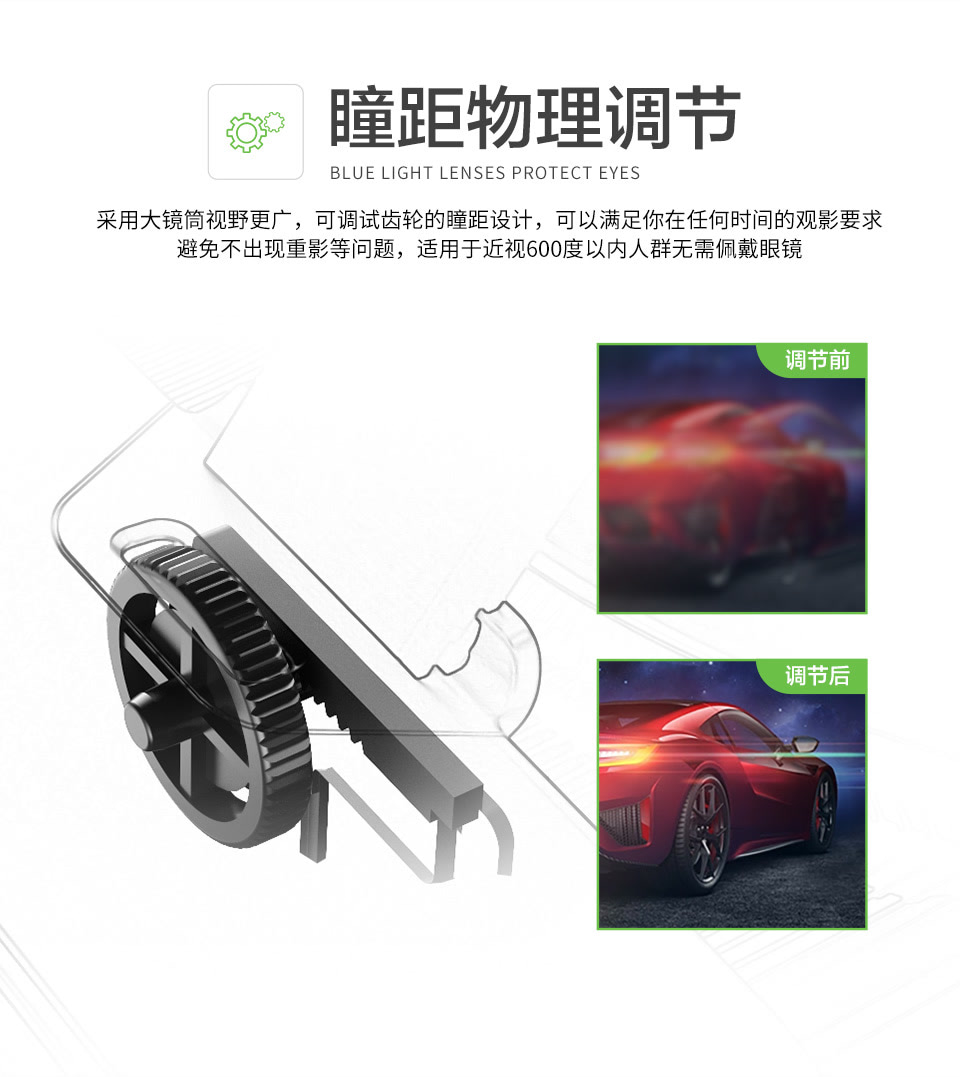 瞳距物理调节
BLUE LIGHT LENSES PROTECT EYES
采用大镜筒视野更广，可调试齿轮的瞳距设计，可以满足你在任何时间的观影要求
避免不出现重影等问题，适用于近视600度以内人群无需佩戴眼镜
调节前
调节后